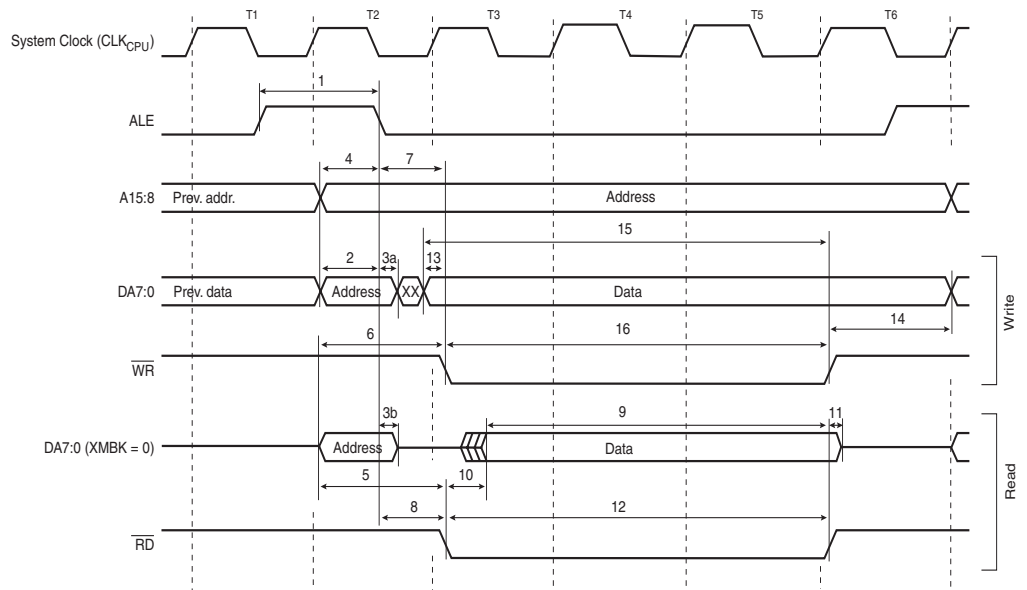 T1 T2 T3 T4 T5 T6
System Clock (CLKCPU)
1
ALE
4 7
A15:8 Prev. addr. Address
15
2 3a 13
DA7:0 Prev. data Address XX Data
6 16 14
WR
Write
3b 9 11
DA7:0 (XMBK = 0) Address Data
5 10
8 12
RD
Read